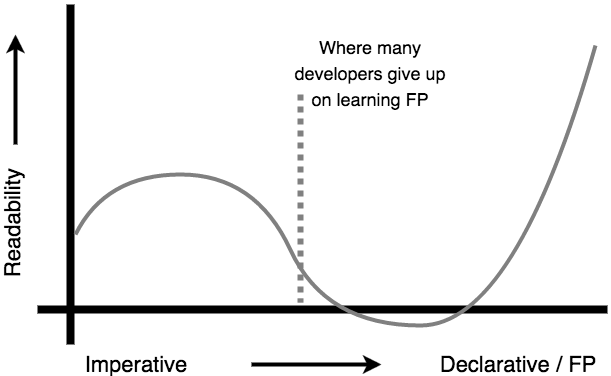 Where many
developers give up
on learning FP
Readability
Imperative
Declarative / FP